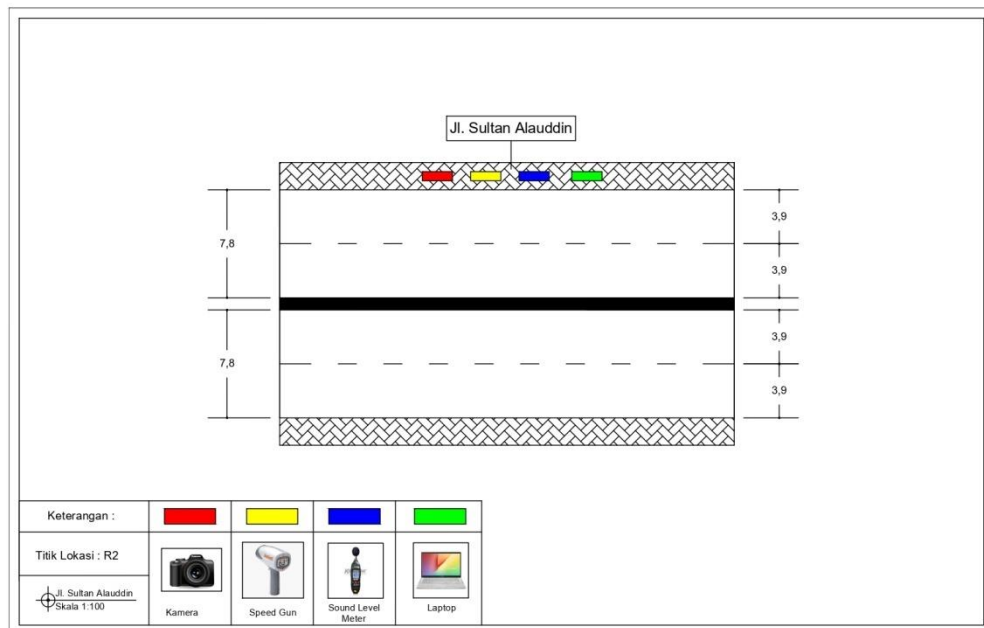 Jl. Sultan Alauddin
7,8
3,9
3,9
7,8
3,9
3,9
Keterangan :
Titik Lokasi : R2
Jl. Sultan Alauddin
Skala 1:100
Kamera
Speed Gun
Sound Level
Meter
Laptop